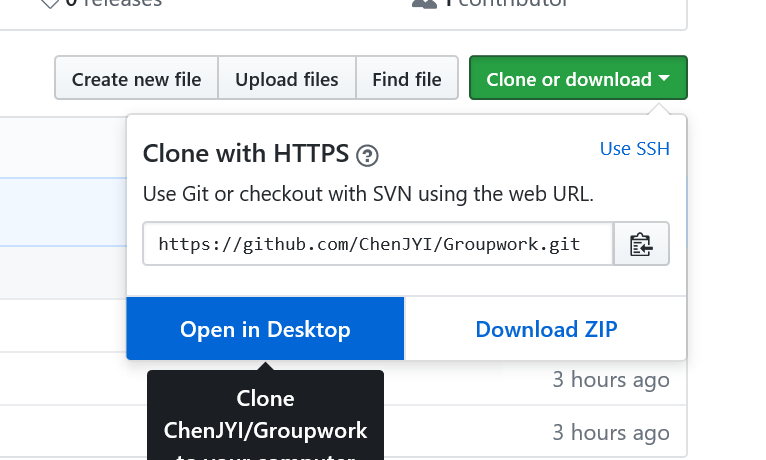 0 releases
1 contributor
Create new file
Upload files
Find file
Clone or download
Clone with HTTPS ?
Use SSH
Use Git or checkout with SVN using the web URL.
https://github.com/ChenJYI/Groupwork.git
Open in Desktop
Download ZIP
Clone
ChenJYI/Groupwork
to your computer
3 hours ago
3 hours ago